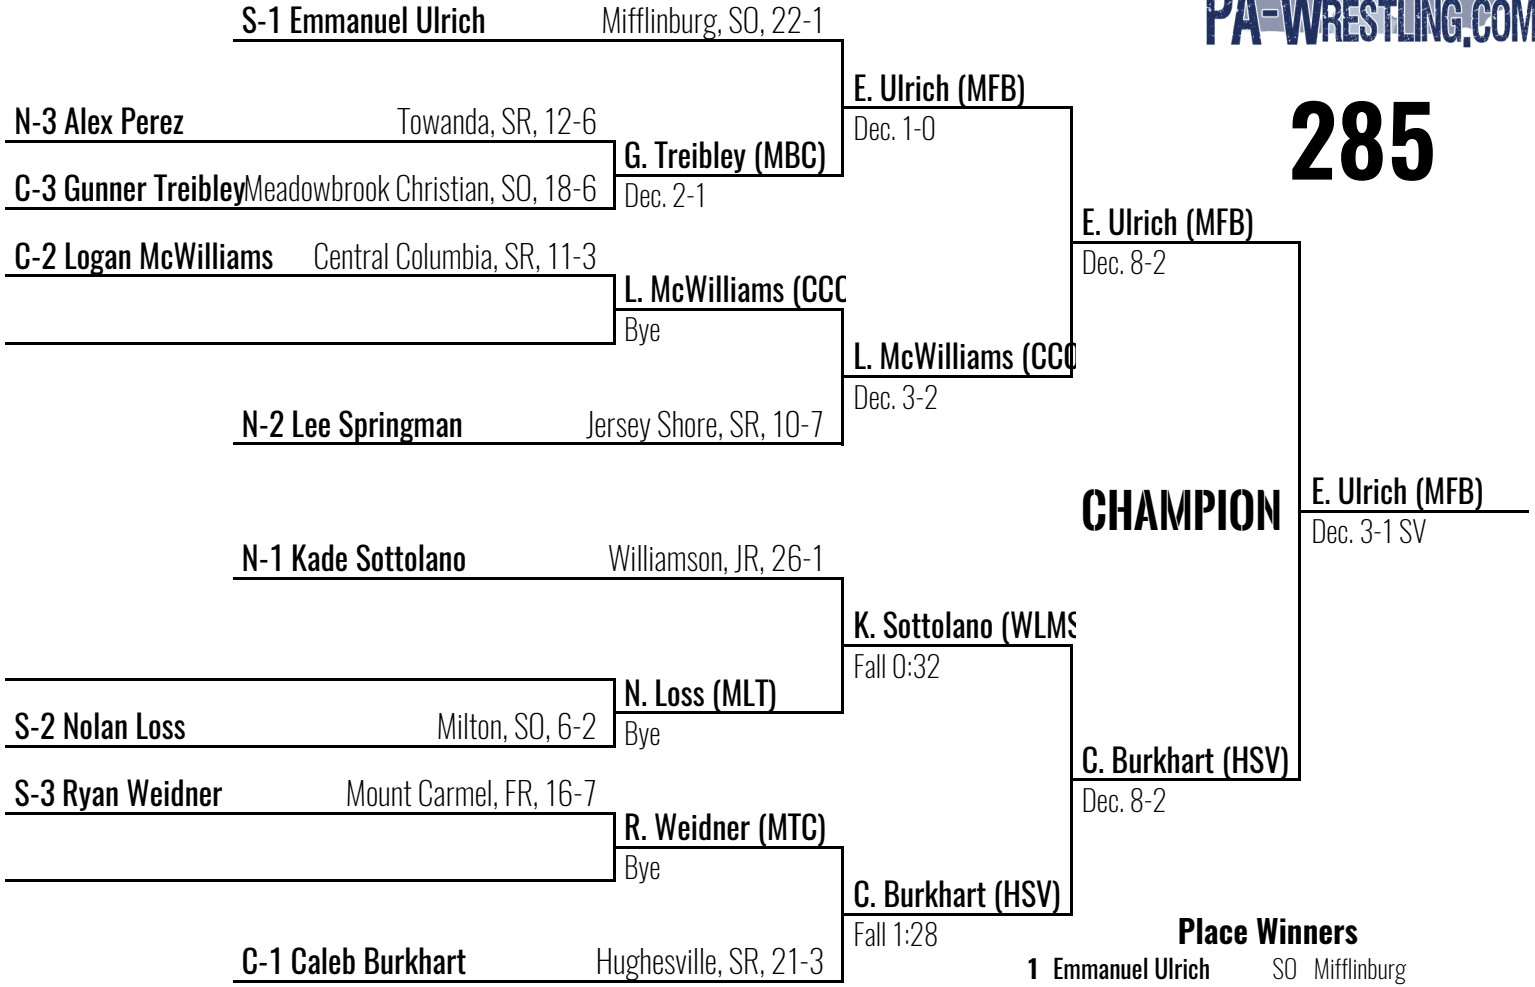 PA-WRESTLING.COM
285
S-1 Emmanuel Ulrich Mifflinburg, SO, 22-1
E. Ulrich (MFB)
Dec. 1-0
N-3 Alex Perez Towanda, SR, 12-6
G. Treibley (MBC)
Dec. 2-1
C-3 Gunner Treibley Meadowbrook Christian, SO, 18-6
E. Ulrich (MFB)
Dec. 8-2
C-2 Logan McWilliams Central Columbia, SR, 11-3
L. McWilliams (CCC
Bye
L. McWilliams (CCC
Dec. 3-2
N-2 Lee Springman Jersey Shore, SR, 10-7
CHAMPION
E. Ulrich (MFB)
Dec. 3-1 SV
N-1 Kade Sottolano Williamson, JR, 26-1
K. Sottolano (WLMS
Fall 0:32
N. Loss (MLT)
Bye
S-2 Nolan Loss Milton, SO, 6-2
C. Burkhart (HSV)
Dec. 8-2
S-3 Ryan Weidner Mount Carmel, FR, 16-7
R. Weidner (MTC)
Bye
C. Burkhart (HSV)
Fall 1:28
C-1 Caleb Burkhart Hughesville, SR, 21-3
Place Winners
1 Emmanuel Ulrich SO Mifflinburg